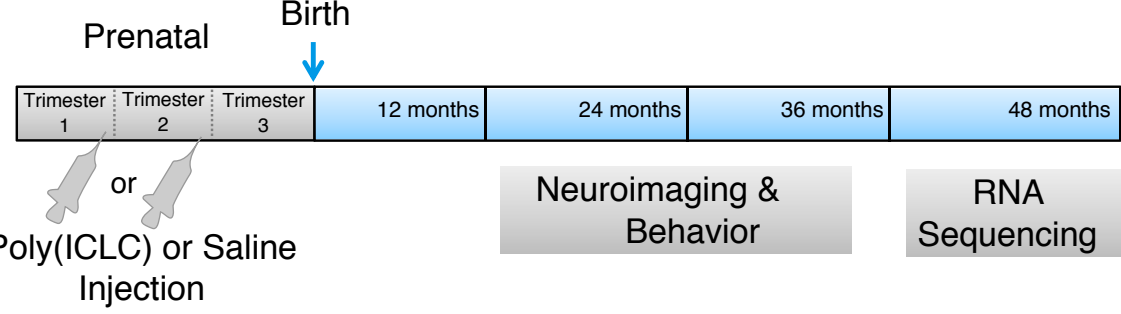 Birth
Prenatal
Trimester 1
Trimester 2
Trimester 3
12 months
24 months
36 months
48 months
or
Poly(ICLC) or Saline
Injection
Neuroimaging &
Behavior
RNA
Sequencing